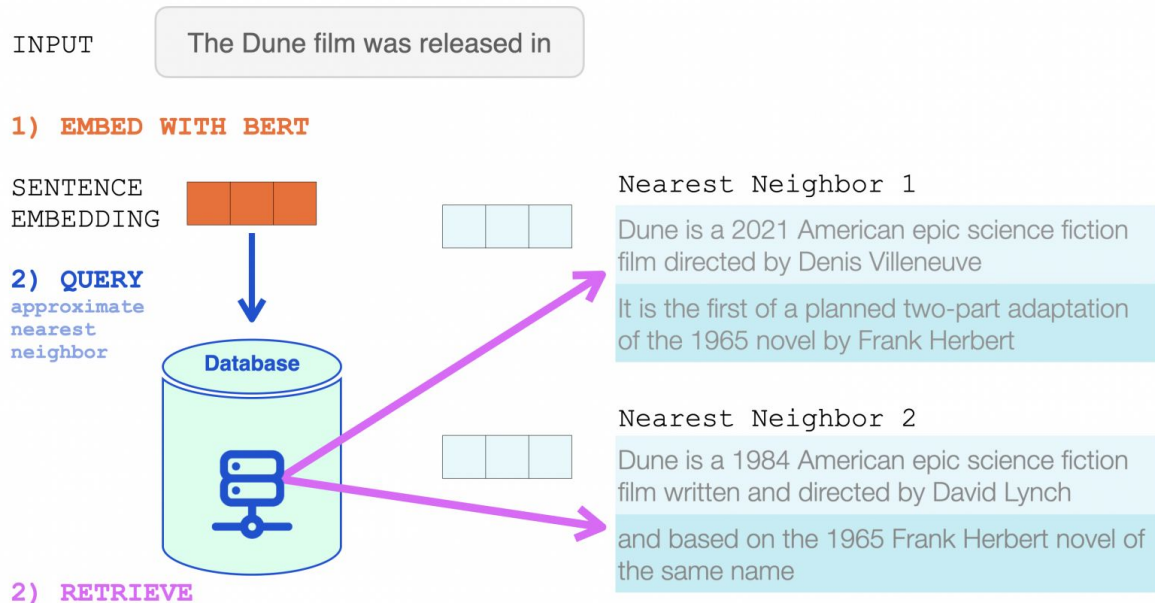 INPUT
The Dune film was released in
1) EMBED WITH BERT
SENTENCE
EMBEDDING
2) QUERY
approximate
nearest
neighbor
Database
Nearest Neighbor 1
Dune is a 2021 American epic science fiction
film directed by Denis Villeneuve
It is the first of a planned two-part adaptation
of the 1965 novel by Frank Herbert
Nearest Neighbor 2
Dune is a 1984 American epic science fiction
film written and directed by David Lynch
and based on the 1965 Frank Herbert novel of
the same name
2) RETRIEVE